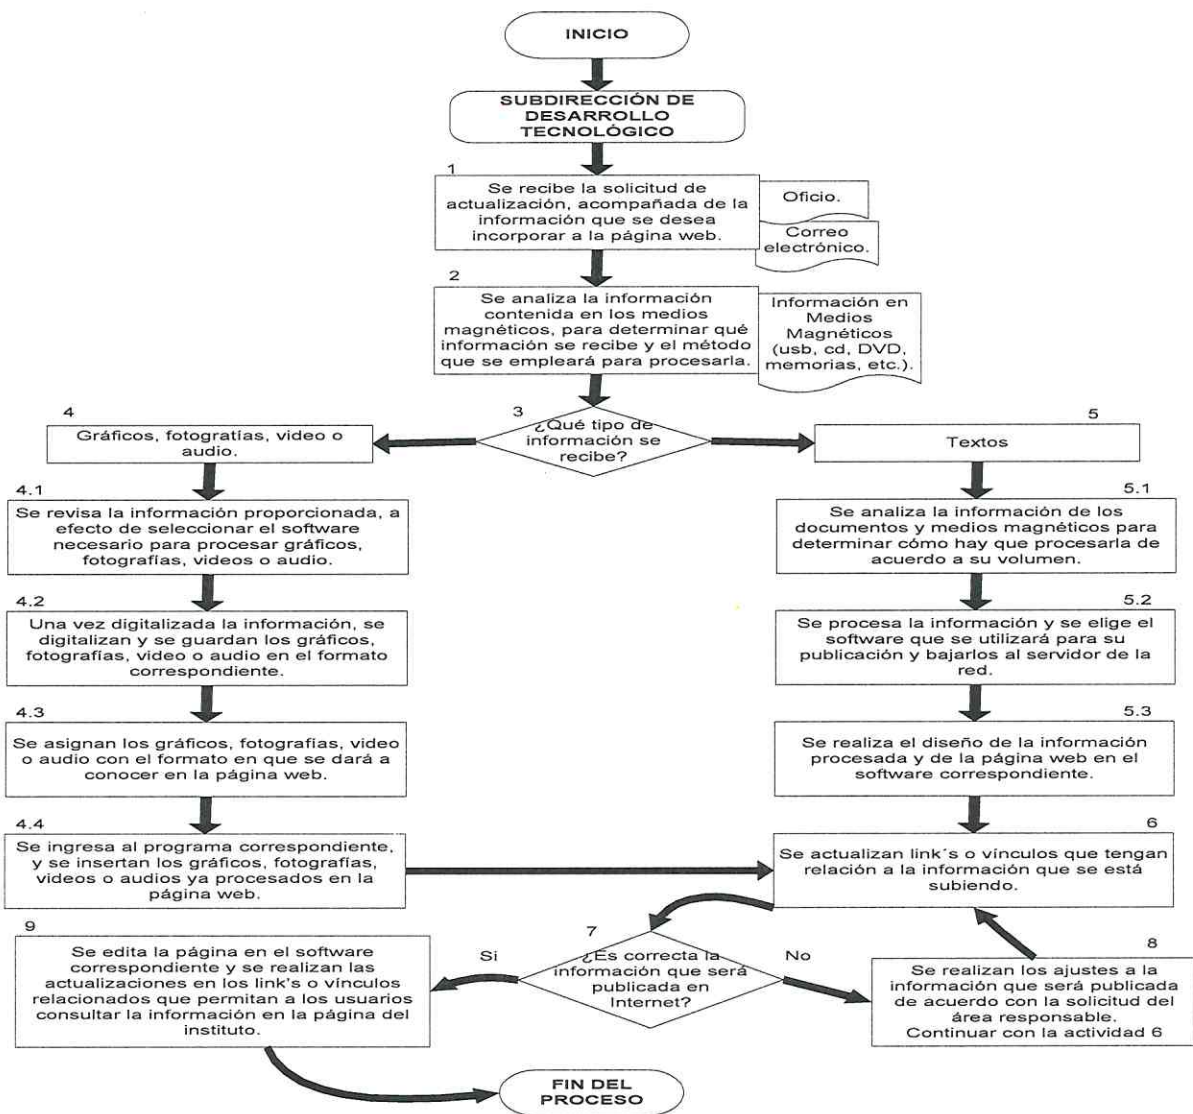 INICIO
SUBDIRECCIÓN DE
DESARROLLO
TECNOLÓGICO
1
Se recibe la solicitud de
actualización, acompañada de la
información que se desea
incorporar a la página web.
Oficio.
Correo
electrónico.
2
Se analiza la información
contenida en los medios
magnéticos, para determinar qué
información se recibe y el método
que se empleará para procesarla.
Información en
Medios
Magnéticos
(usb, cd, DVD,
memorias, etc.).
3
¿Qué tipo de
información se
recibe?
4
Gráficos, fotografías, video o
audio.
5
Textos
4.1
Se revisa la información proporcionada, a
efecto de seleccionar el software
necesario para procesar gráficos,
fotografías, videos o audio.
5.1
Se analiza la información de los
documentos y medios magnéticos para
determinar cómo hay que procesarla de
acuerdo a su volumen.
4.2
Una vez digitalizada la información, se
digitalizan y se guardan los gráficos,
fotografías, video o audio en el formato
correspondiente.
5.2
Se procesa la información y se elige el
software que se utilizará para su
publicación y bajarlos al servidor de la
red.
4.3
Se asignan los gráficos, fotografías, video
o audio con el formato en que se dará a
conocer en la página web.
5.3
Se realiza el diseño de la información
procesada y de la página web en el
software correspondiente.
4.4
Se ingresa al programa correspondiente,
y se insertan los gráficos, fotografías,
videos o audios ya procesados en la
página web.
6
Se actualizan link´s o vínculos que tengan
relación a la información que se está
subiendo.
7
¿Es correcta la
información que será
publicada en
Internet?
Si
No
8
Se realizan los ajustes a la
información que será publicada
de acuerdo con la solicitud del
área responsable.
Continuar con la actividad 6
9
Se edita la página en el software
correspondiente y se realizan las
actualizaciones en los link's o vínculos
relacionados que permitan a los usuarios
consultar la información en la página del
instituto.
FIN DEL
PROCESO